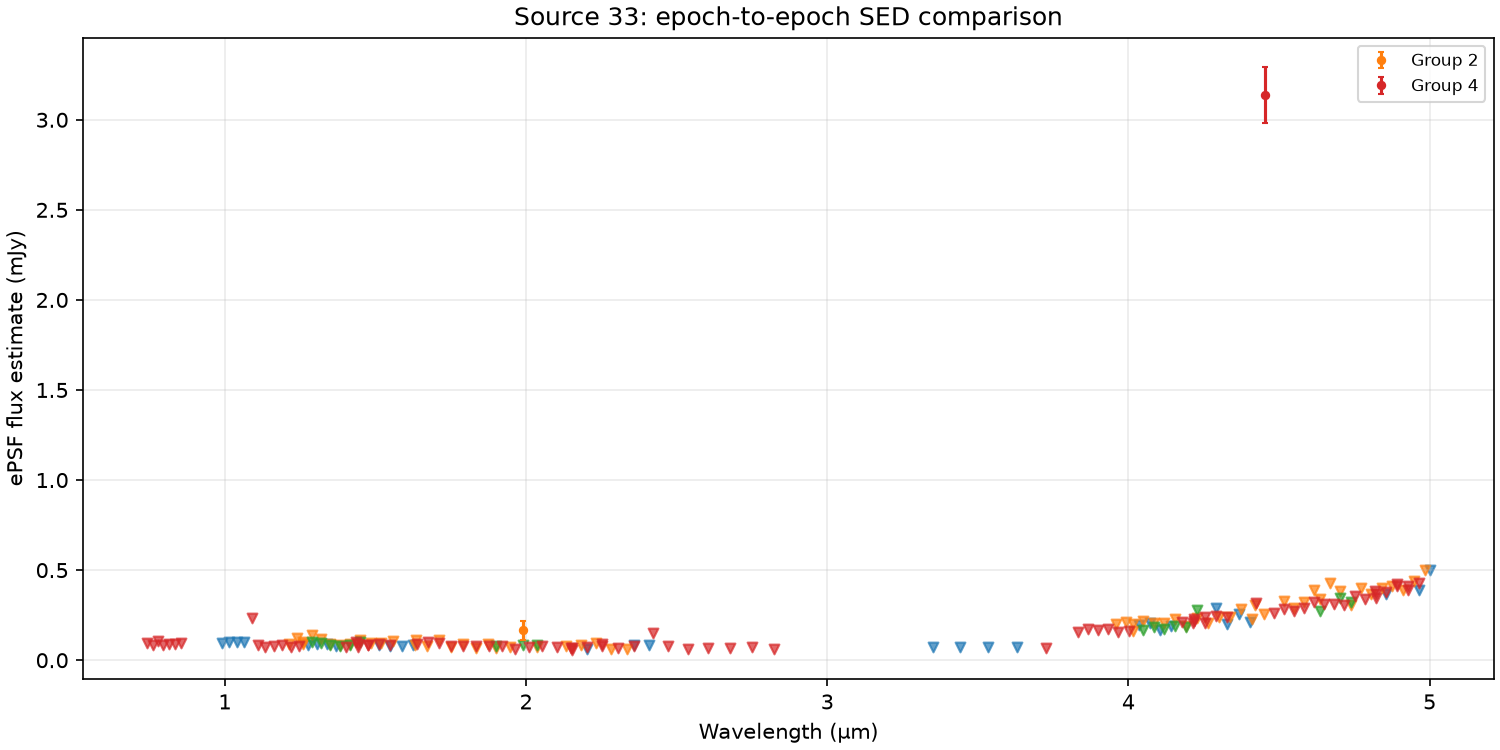 Source 33: epoch-to-epoch SED comparison
Group 2
Group 4
ePSF flux estimate (mJy)
3.0
2.5
2.0
1.5
1.0
0.5
0.0
1
2
3
4
5
Wavelength (μm)